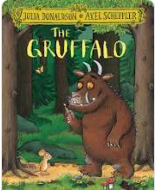 JULIA DONALDSON • AXEL SCHEFFLER
THE
GRUFFALO